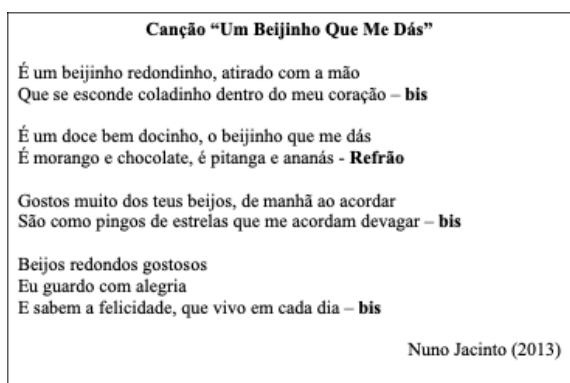 Canção “Um Beijinho Que Me Dás”
É um beijinho redondinho, atirado com a mão
Que se esconde coladinho dentro do meu coração – bis
É um doce bem docinho, o beijinho que me dás
É morango e chocolate, é pitanga e ananás - Refrão
Gostos muito dos teus beijos, de manhã ao acordar
São como pingos de estrelas que me acordam devagar – bis
Beijos redondos gostosos
Eu guardo com alegria
E sabem a felicidade, que vivo em cada dia – bis
Nuno Jacinto (2013)